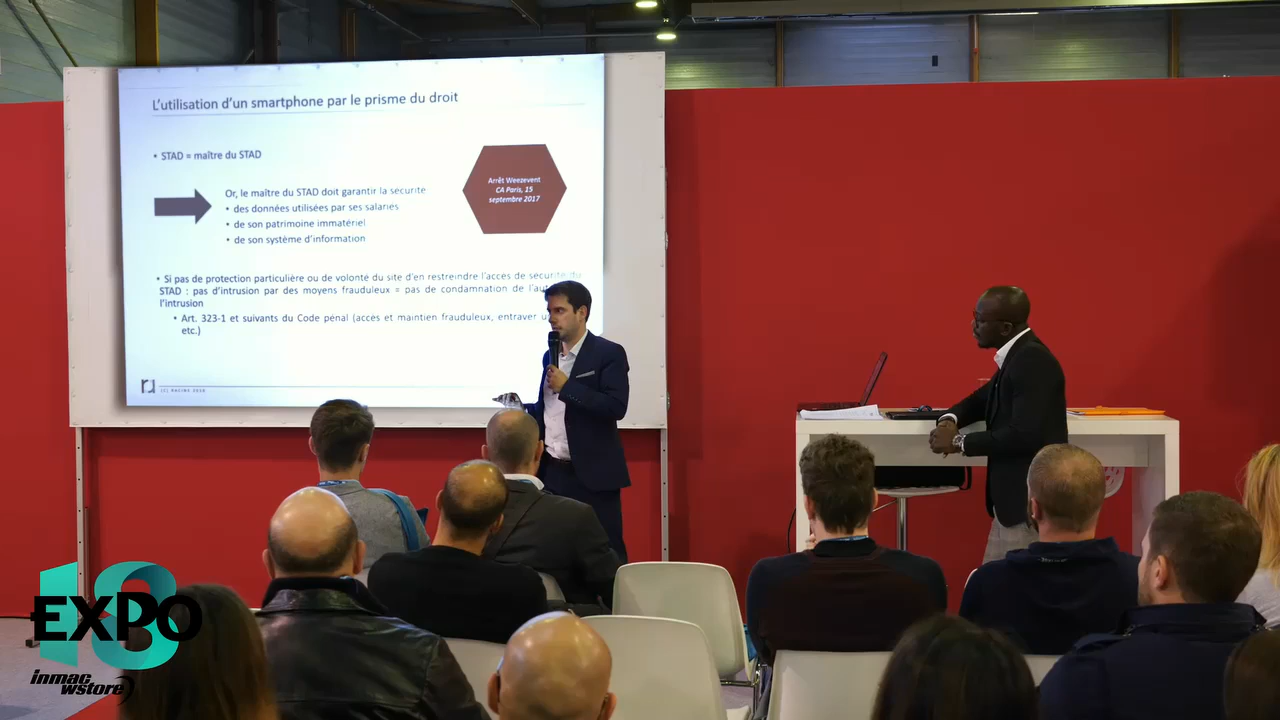 L'utilisation d'un smartphone par le prisme du droit
• STAD = maître du STAD
Arrêt Weezevent
CA Paris, 15
septembre 2017
Or, le maître du STAD doit garantir la sécurité
• des données utilisées par ses salariés
• de son patrimoine immatériel
• de son système d'information
• Si pas de protection particulière ou de volonté du site d'en restreindre l'accès de sécurité du
STAD : pas d'intrusion par des moyens frauduleux = pas de condamnation de
l'intrusion
• Art. 323-1 et suivants du Code pénal (accès et maintien frauduleux, entraver
etc.)
(C) RACINE 2018
EXPO
18
inmac
wstore